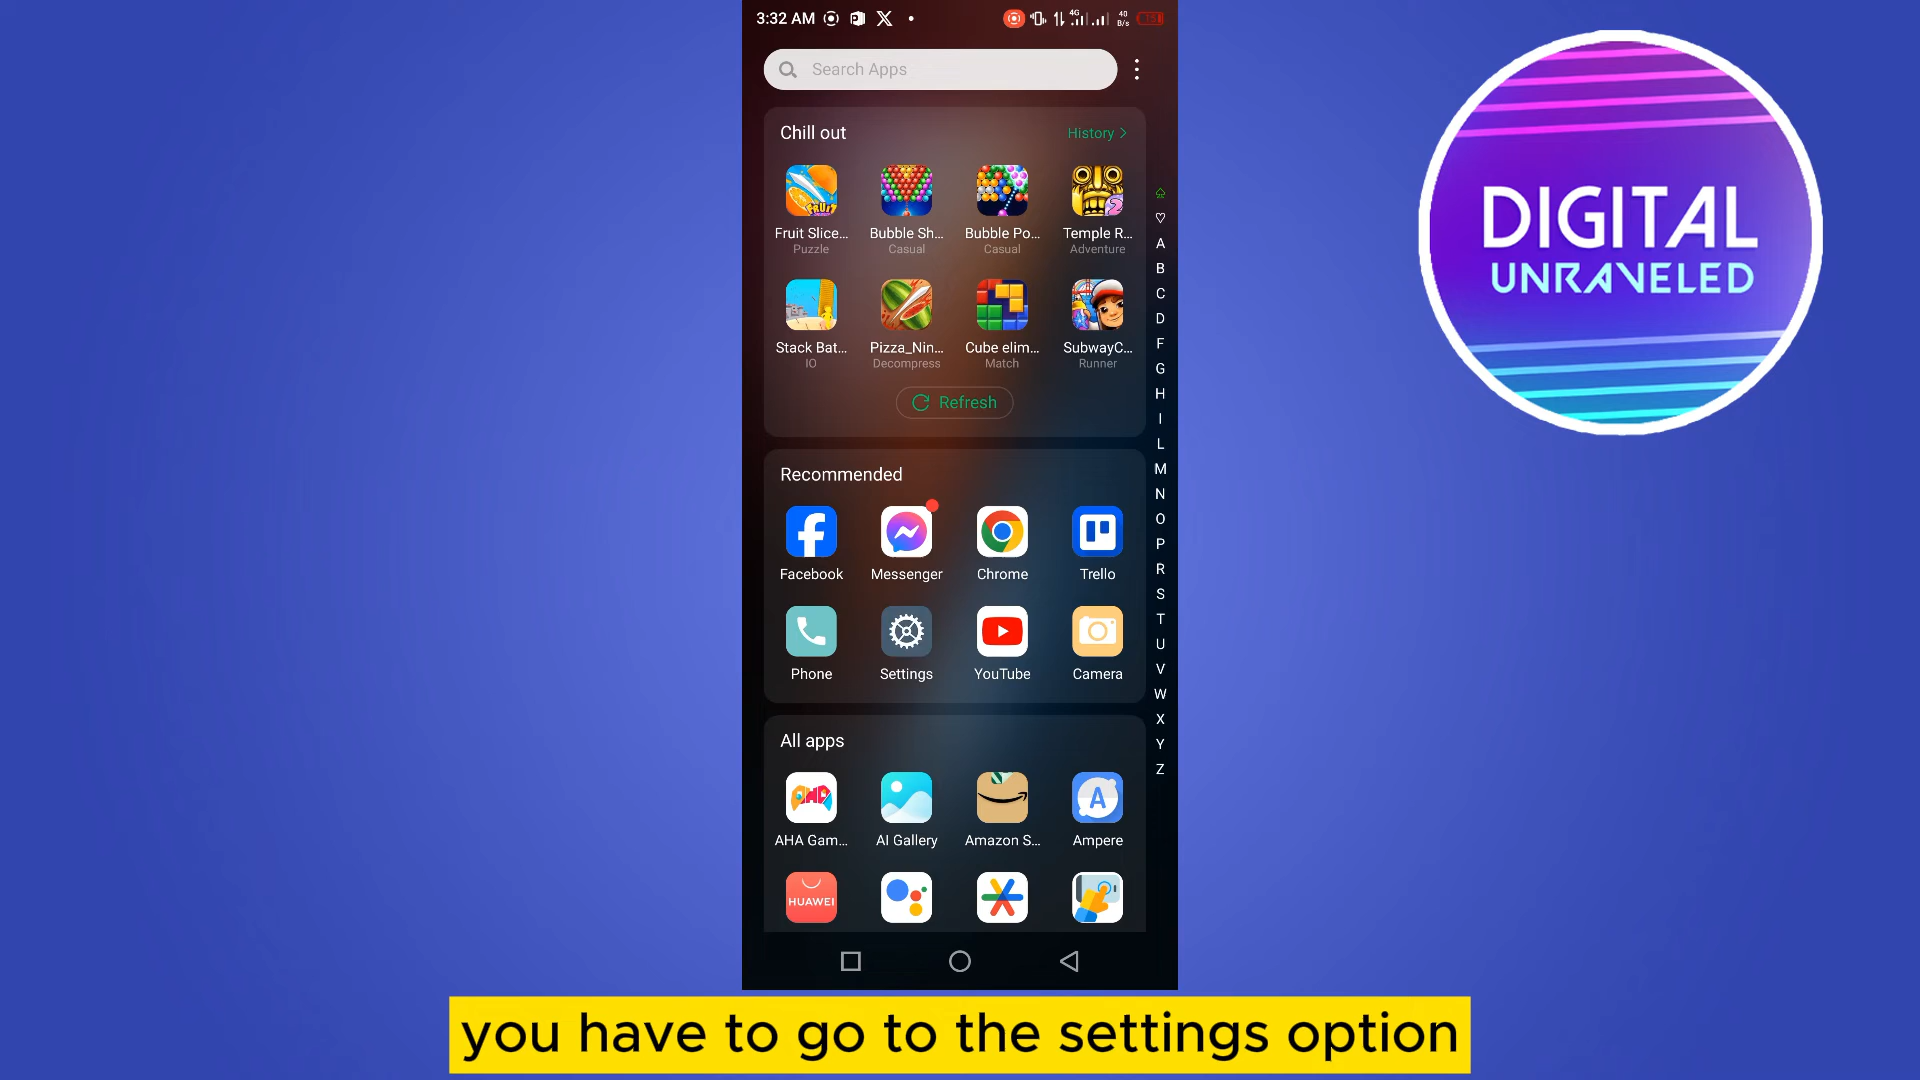 3:32 AM
4G
40
B/s
Search Apps
Chill out
History >
Fruit Slice...
Bubble Sh...
Bubble Po...
Temple R...
Puzzle
Casual
Casual
Adventure
Stack Bat...
Pizza_Nin...
Cube elim...
SubwayC...
IO
Decompress
Match
Runner
Refresh
Recommended
Facebook
Messenger
Chrome
Trello
Phone
Settings
YouTube
Camera
All apps
AHA Gam...
AI Gallery
Amazon S...
Ampere
HUAWEI
A
B
C
D
F
G
H
I
L
M
N
O
P
R
S
T
U
V
W
X
Y
Z
DIGITAL
UNRAVELED
you have to go to the settings option